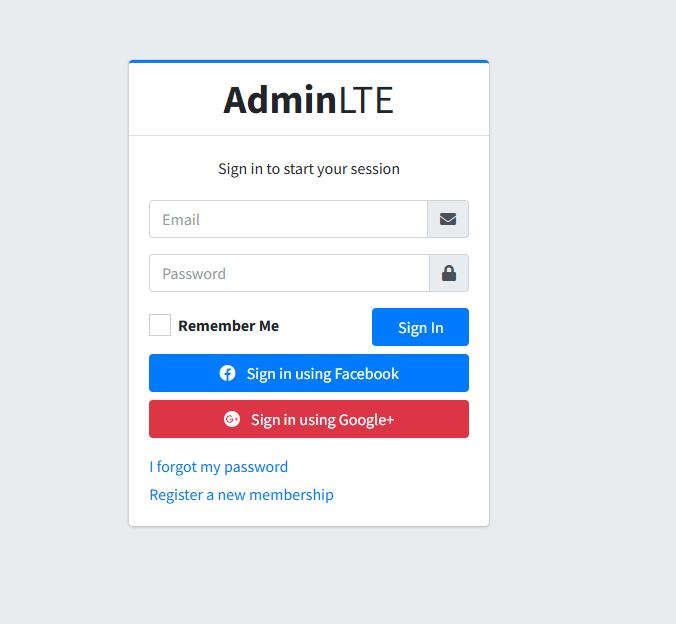 AdminLTE
Sign in to start your session
Email
Password
Remember Me
Sign In
Sign in using Facebook
Sign in using Google+
I forgot my password
Register a new membership